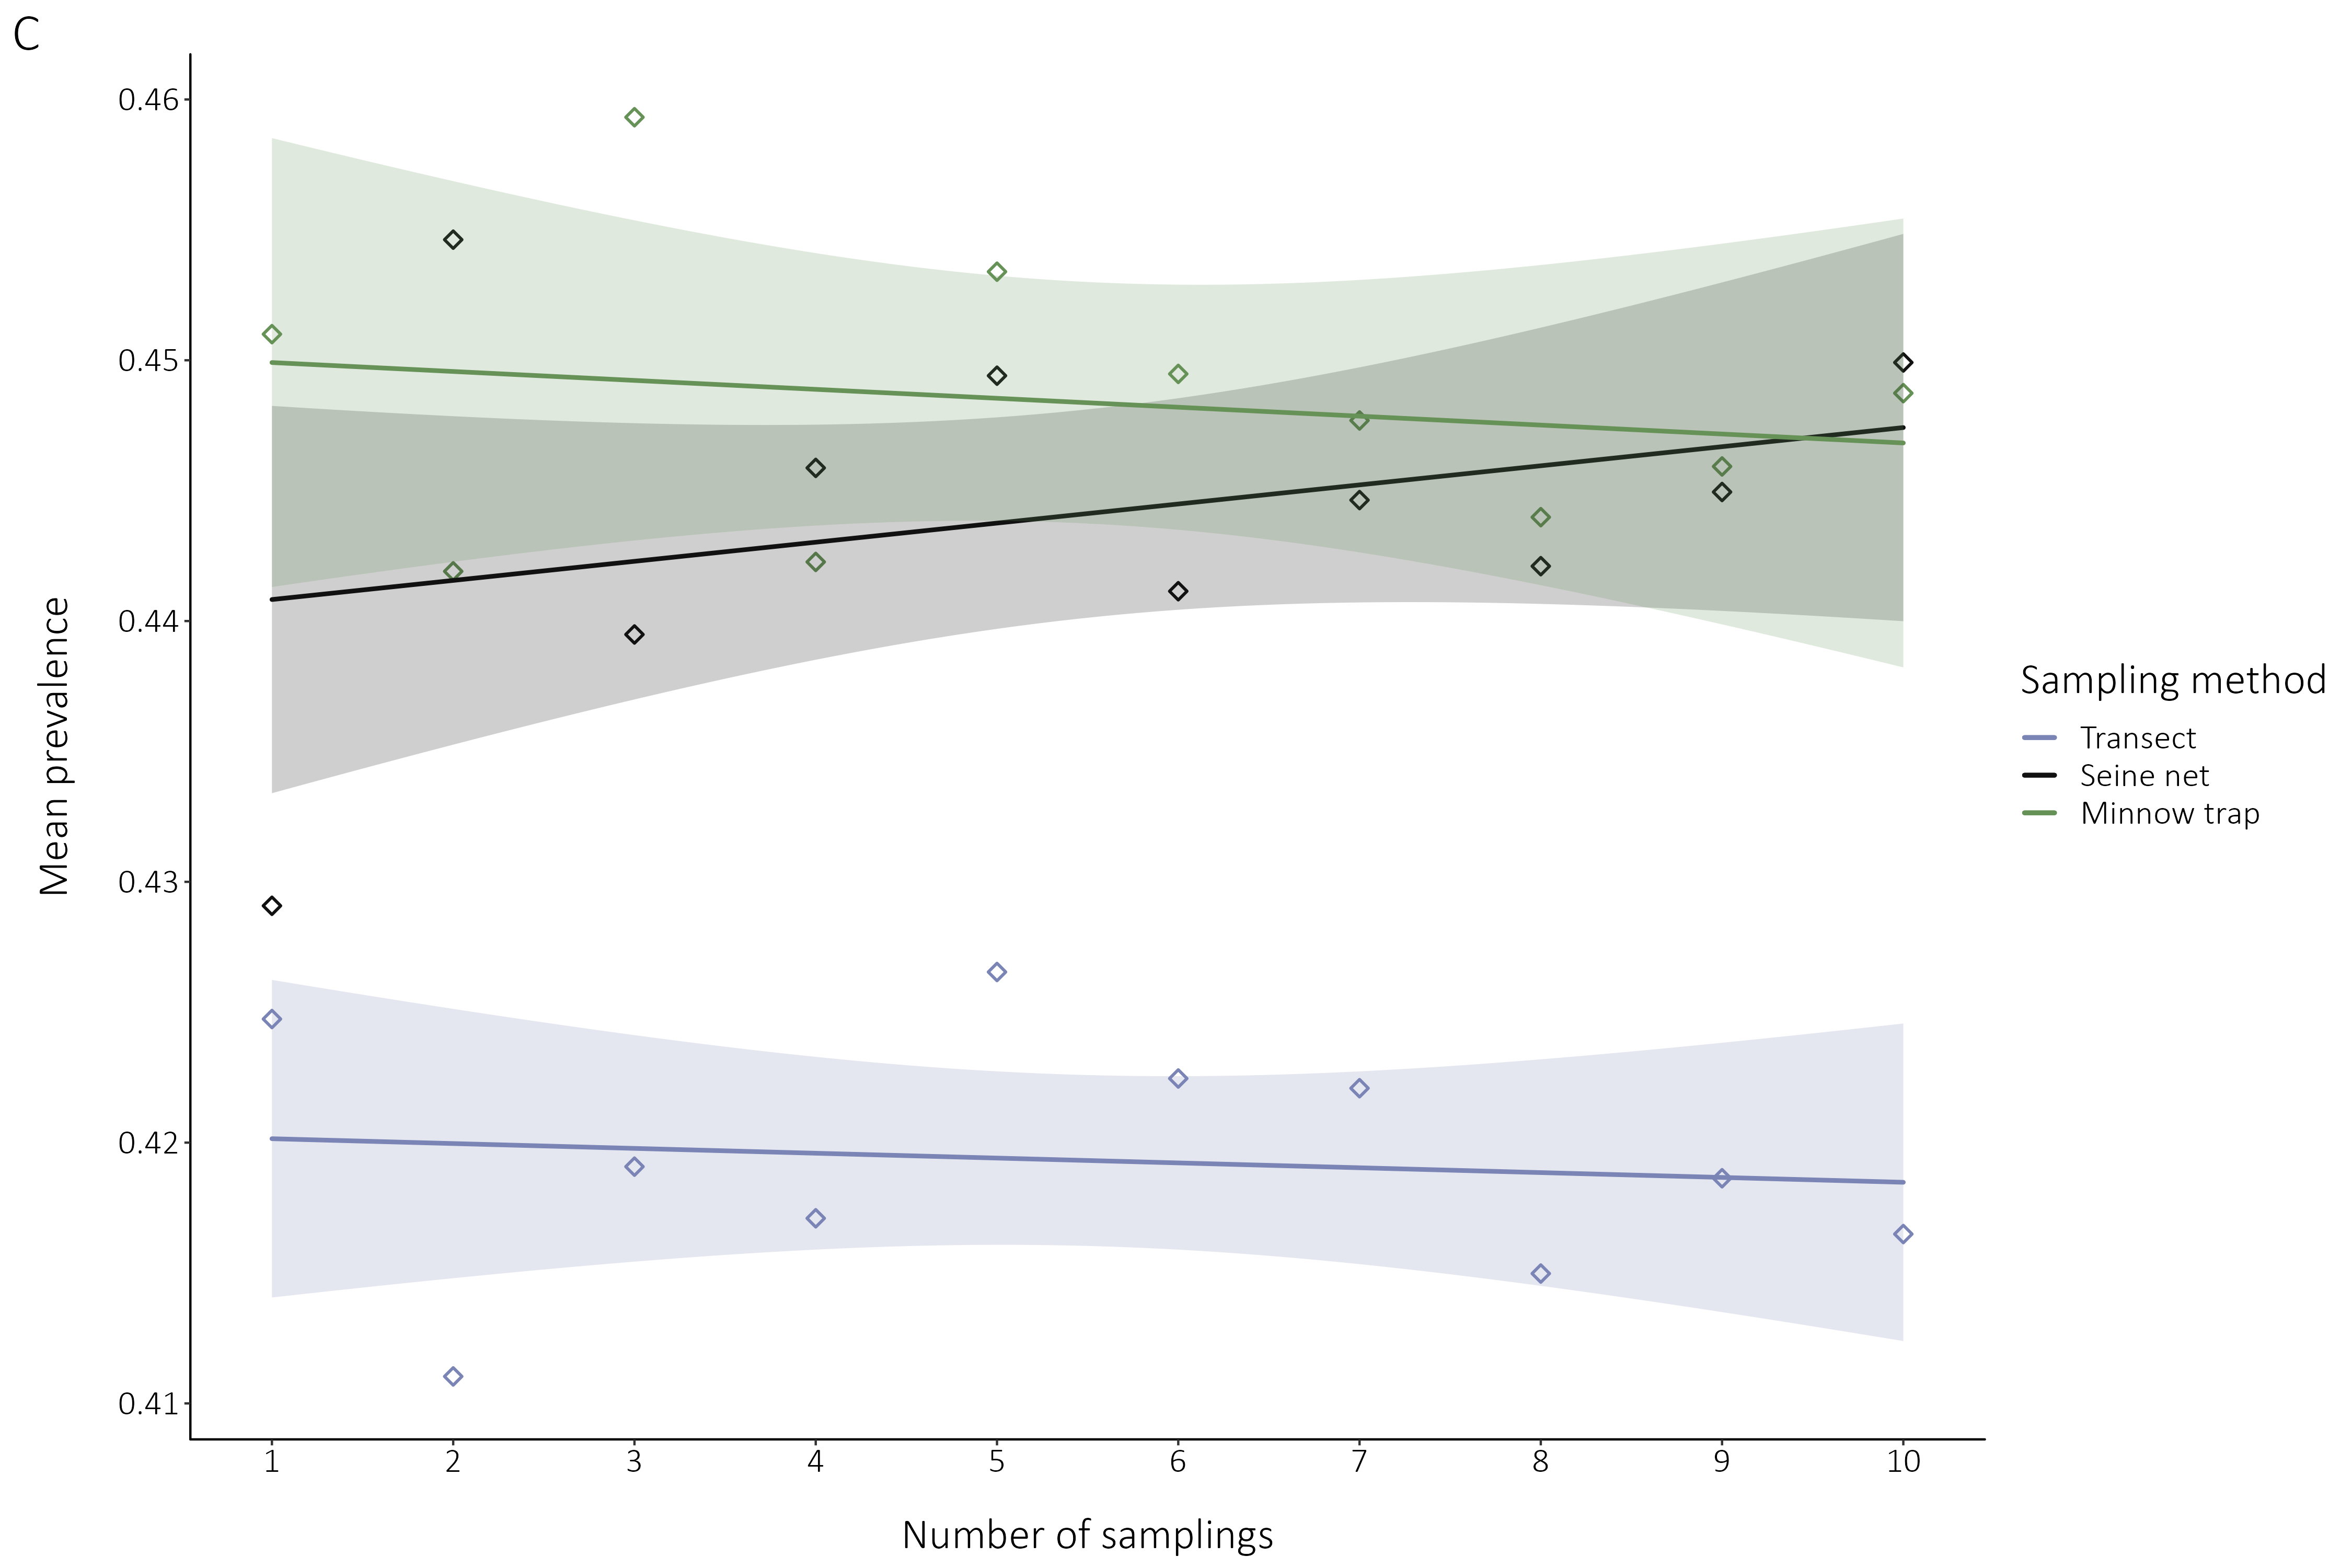 C
0.46
0.45
0.44
0.43
0.42
0.41
Mean prevalence
1 2 3 4 5 6 7 8 9 10
Number of samplings
Sampling method
Transect
Seine net
Minnow trap